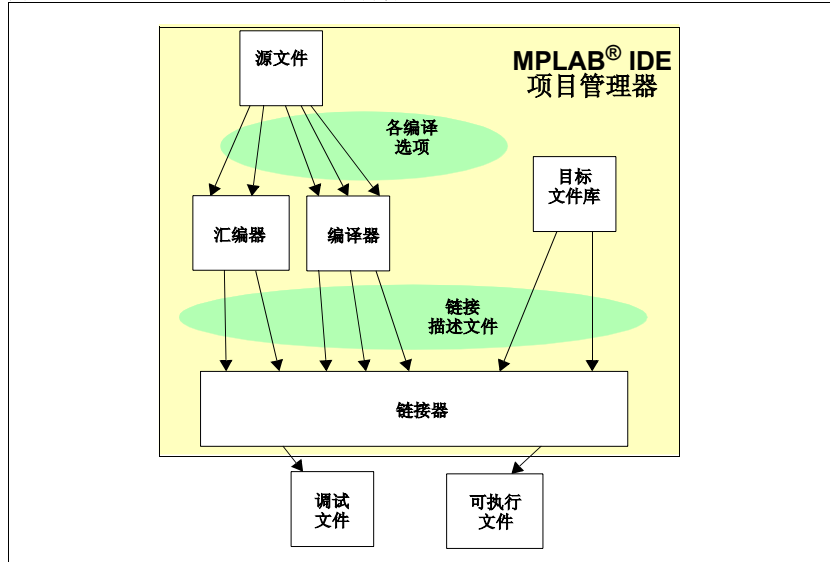 源文件
MPLAB® IDE
项目管理器
各编译
选项
目标
文件库
汇编器
编译器
链接
描述文件
链接器
调试
文件
可执行
文件